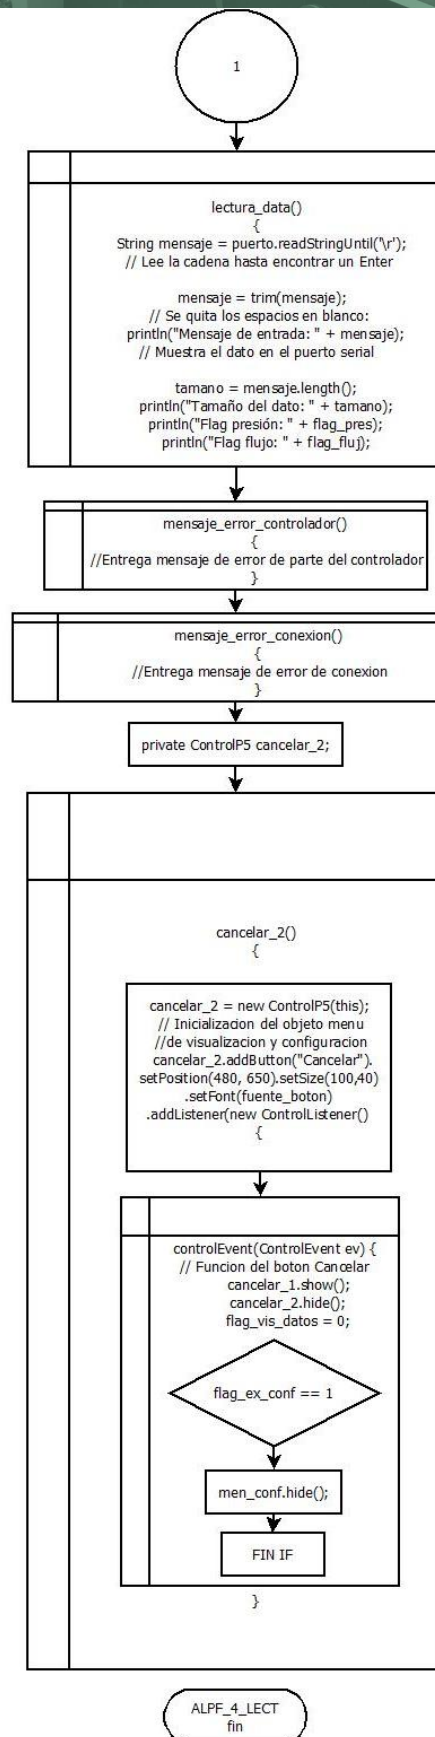 1
lectura_data()
{
String mensaje = puerto.readStringUntil('\r');
// Lee la cadena hasta encontrar un Enter
mensaje = trim(mensaje);
// Se quita los espacios en blanco:
println("Mensaje de entrada: " + mensaje);
// Muestra el dato en el puerto serial
tamano = mensaje.length();
println("Tamaño del dato: " + tamano);
println("Flag presión: " + flag_pres);
println("Flag flujo: " + flag_fluj);
mensaje_error_controlador()
{
//Entrega mensaje de error de parte del controlador
}
mensaje_error_conexion()
{
//Entrega mensaje de error de conexion
}
private ControlP5 cancelar_2;
cancelar_2()
{
cancelar_2 = new ControlP5(this);
// Inicializacion del objeto menu
//de visualizacion y configuracion
cancelar_2.addButton("Cancelar").
setPosition(480, 650).setSize(100,40)
.setFont(fuente_boton)
.addListener(new ControlListener()
{
controlEvent(ControlEvent ev) {
// Funcion del boton Cancelar
cancelar_1.show();
cancelar_2.hide();
flag_vis_datos = 0;
flag_ex_conf == 1
men_conf.hide();
FIN IF
}
ALPF_4_LECT
fin